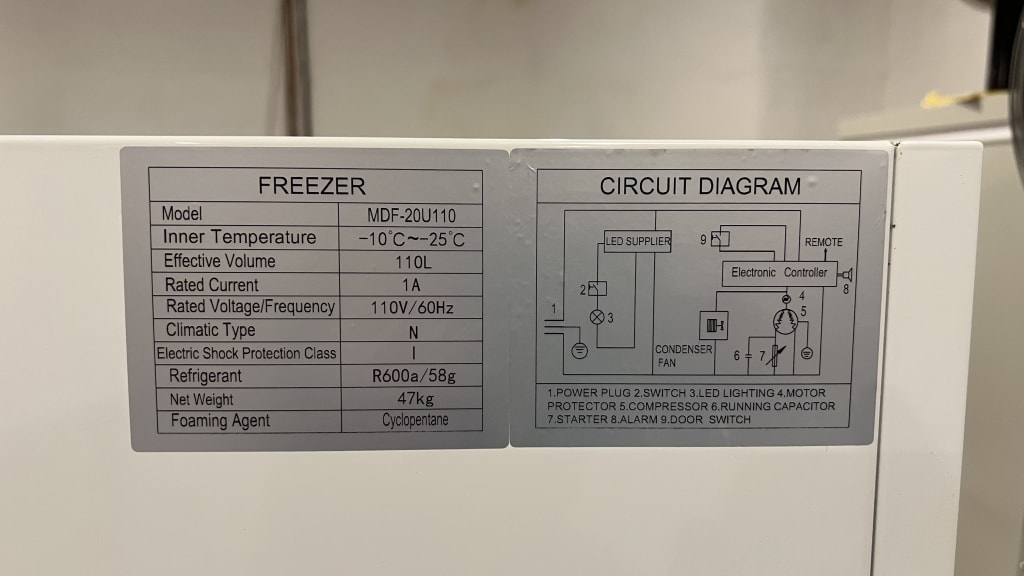 FREEZER
Model MDF-20U110
Inner Temperature -10°C~-25°C
Effective Volume 110L
Rated Current 1A
Rated Voltage/Frequency 110V/60Hz
Climatic Type N
Electric Shock Protection Class I
Refrigerant R600a/58g
Net Weight 47kg
Foaming Agent Cyclopentane
CIRCUIT DIAGRAM
LED SUPPLIER
9
REMOTE
Electronic Controller
8
2
4
1
3
5
CONDENSER
FAN
6
7
1.POWER PLUG 2.SWITCH 3.LED LIGHTING 4.MOTOR
PROTECTOR 5.COMPRESSOR 6.RUNNING CAPACITOR
7.STARTER 8.ALARM 9.DOOR SWITCH